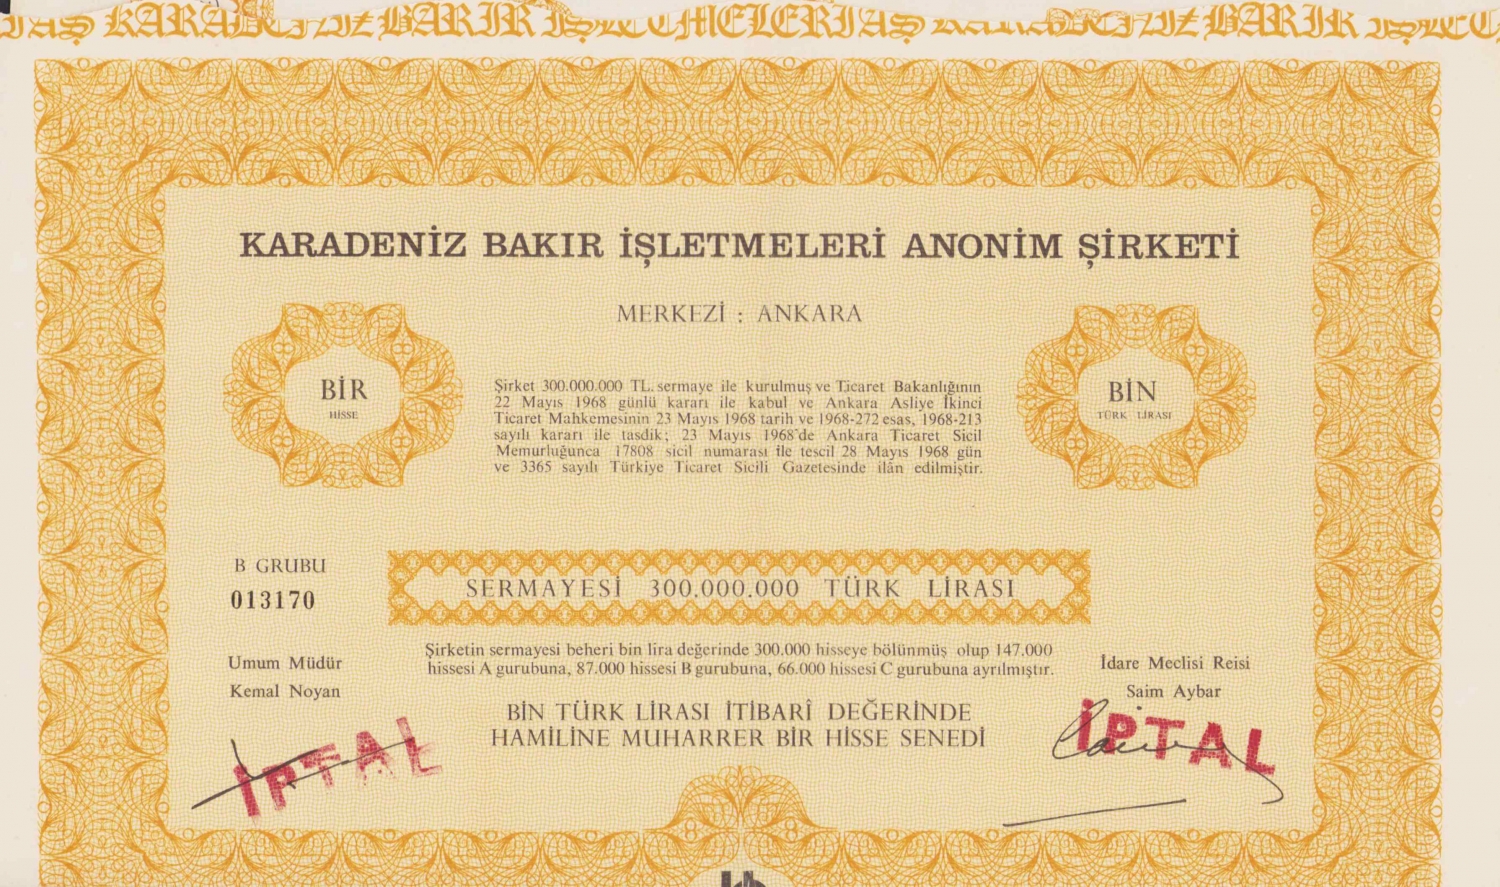 KARADENİZ BAKIR İŞLETMELERİ ANONİM ŞİRKETİ
MERKEZİ : ANKARA
BİR
HİSSE
BİN
TÜRK LİRASI
Şirket 300.000.000 TL. sermaye ile kurulmuş ve Ticaret Bakanlığının
22 Mayıs 1968 günlü kararı ile kabul ve Ankara Asliye İkinci
Ticaret Mahkemesinin 23 Mayıs 1968 tarih ve 1968-272 esas, 1968-213
sayılı kararı ile tasdik; 23 Mayıs 1968'de Ankara Ticaret Sicil
Memurluğunca 17808 sicil numarası ile tescil 28 Mayıs 1968 gün
ve 3365 sayılı Türkiye Ticaret Sicili Gazetesinde ilân edilmiştir.
B GRUBU
013170
SERMAYESİ 300.000.000 TÜRK LİRASI
Şirketin sermayesi beheri bin lira değerinde 300.000 hisseye bölünmüş olup 147.000
hissesi A gurubuna, 87.000 hissesi B gurubuna, 66.000 hissesi C gurubuna ayrılmıştır.
Umum Müdür
Kemal Noyan
İdare Meclisi Reisi
Saim Aybar
BİN TÜRK LİRASI İTİBARÎ DEĞERİNDE
HAMİLİNE MUHARRER BİR HİSSE SENEDİ
İPTAL
İPTAL